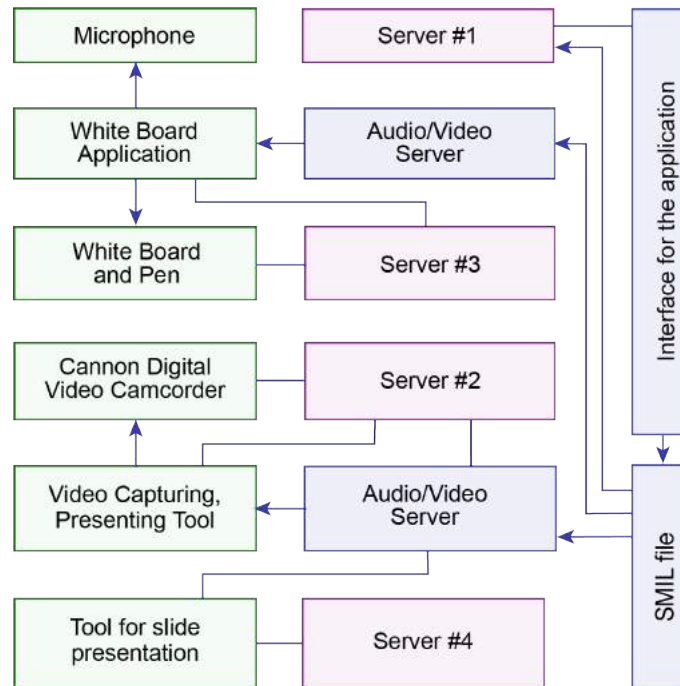 Microphone
Server #1
White Board
Application
Audio/Video
Server
White Board
and Pen
Server #3
Interface for the application
Cannon Digital
Video Camcorder
Server #2
Video Capturing,
Presenting Tool
Audio/Video
Server
SMIL file
Tool for slide
presentation
Server #4